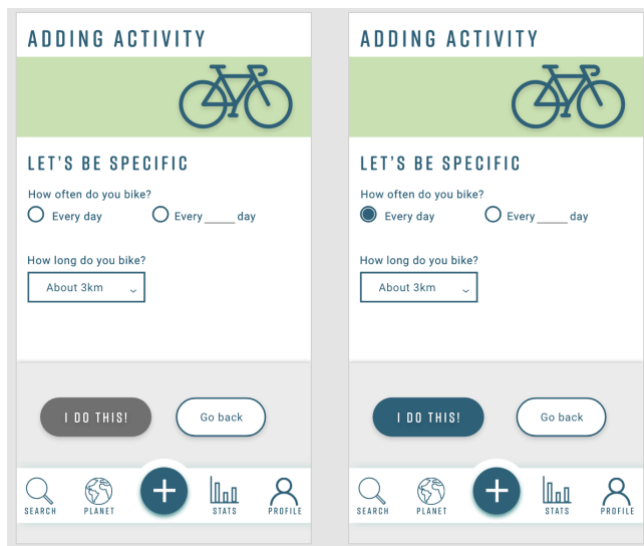 ADDING ACTIVITY
LET'S BE SPECIFIC
How often do you bike?
Every day
Every _____ day
How long do you bike?
About 3km
I DO THIS!
Go back
SEARCH
PLANET
STATS
PROFILE
ADDING ACTIVITY
LET'S BE SPECIFIC
How often do you bike?
Every day
Every _____ day
How long do you bike?
About 3km
I DO THIS!
Go back
SEARCH
PLANET
STATS
PROFILE